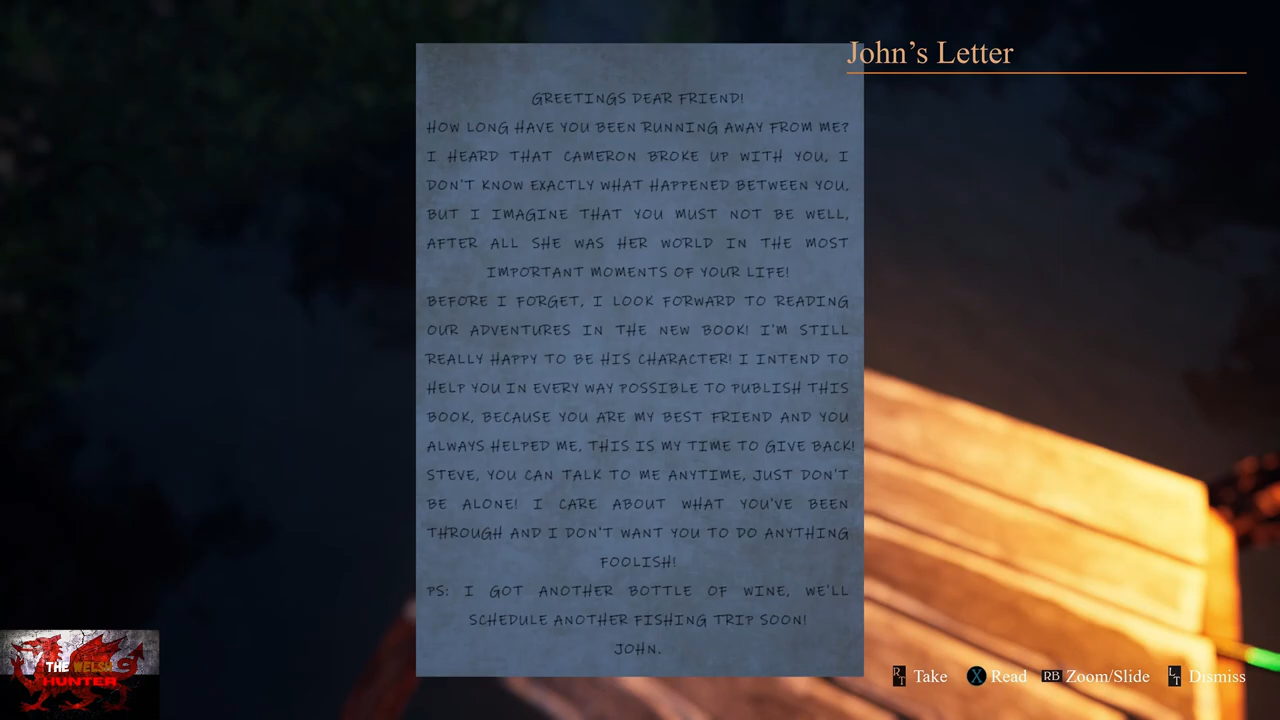 John's Letter
GREETINGS DEAR FRIEND!
HOW LONG HAVE YOU BEEN RUNNING AWAY FROM ME?
I HEARD THAT CAMERON BROKE UP WITH YOU, I
DON'T KNOW EXACTLY WHAT HAPPENED BETWEEN YOU,
BUT I IMAGINE THAT YOU MUST NOT BE WELL,
AFTER ALL SHE WAS HER WORLD IN THE MOST
IMPORTANT MOMENTS OF YOUR LIFE!
BEFORE I FORGET, I LOOK FORWARD TO READING
OUR ADVENTURES IN THE NEW BOOK! I'M STILL
REALLY HAPPY TO BE HIS CHARACTER! I INTEND TO
HELP YOU IN EVERY WAY POSSIBLE TO PUBLISH THIS
BOOK, BECAUSE YOU ARE MY BEST FRIEND AND YOU
ALWAYS HELPED ME, THIS IS MY TIME TO GIVE BACK!
STEVE, YOU CAN TALK TO ME ANYTIME, JUST DON'T
BE ALONE! I CARE ABOUT WHAT YOU'VE BEEN
THROUGH AND I DON'T WANT YOU TO DO ANYTHING
FOOLISH!
PS: I GOT ANOTHER BOTTLE OF WINE, WE'LL
SCHEDULE ANOTHER FISHING TRIP SOON!
JOHN.
THE WELSH
HUNTER
9
RT Take X Read RB Zoom/Slide LT Dismiss